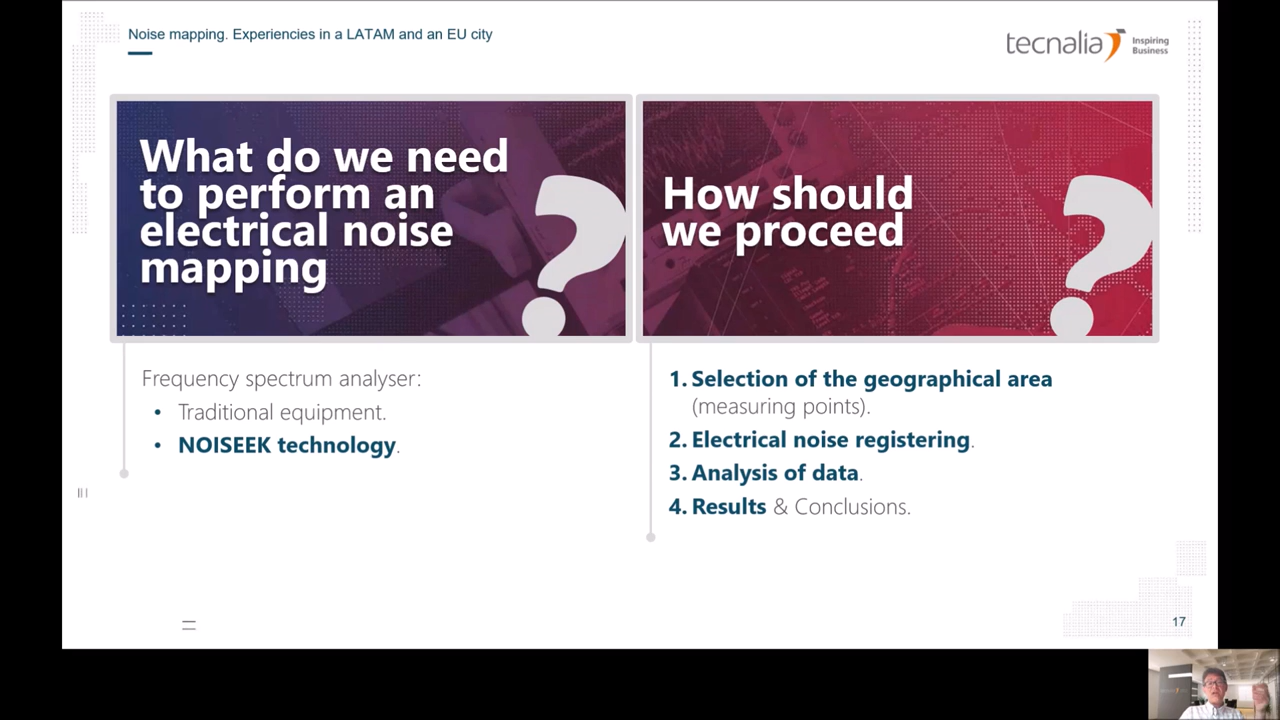 Noise mapping. Experiencies in a LATAM and an EU city
tecnalia
Inspiring
Business
What do we need
to perform an
electrical noise
mapping
?
How should
we proceed
?
Frequency spectrum analyser:
• Traditional equipment.
• NOISEEK technology.
1. Selection of the geographical area
(measuring points).
2. Electrical noise registering.
3. Analysis of data.
4. Results & Conclusions.
17